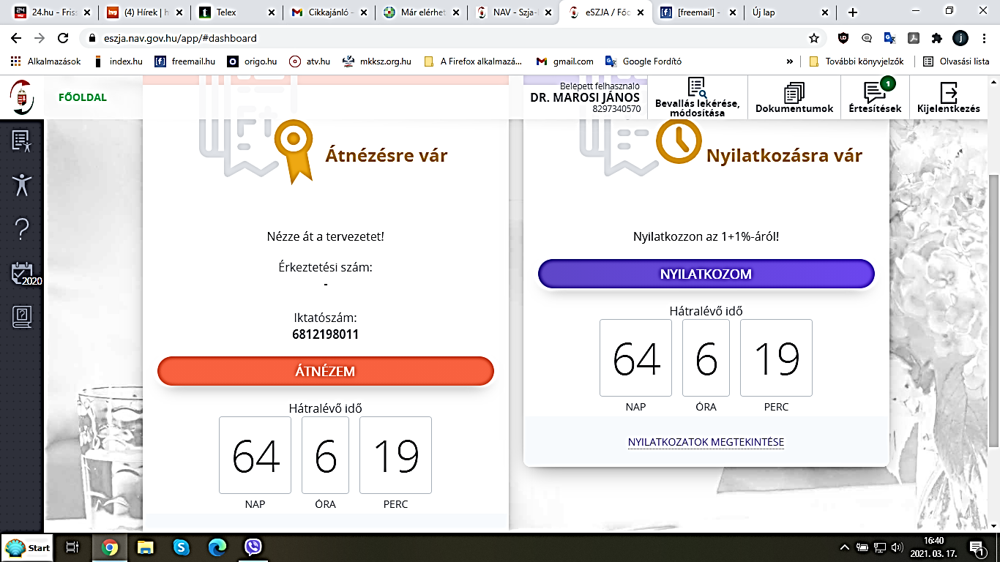 24.hu - Friss
(4) Hírek | h
Telex
Cikkajánló -
Már elérhet
NAV - Szja-
eSZJA / Főc
[freemail] -
Új lap
eszja.nav.gov.hu/app/#dashboard
Alkalmazások
index.hu
freemail.hu
origo.hu
atv.hu
mkksz.org.hu
A Firefox alkalmazá...
gmail.com
Google Fordító
»
További könyvjelzők
Olvasási lista
FŐOLDAL
Belépett felhasználó
DR. MAROSI JÁNOS
8297340570
Bevallás lekérése,
módosítása
Dokumentumok
1
Értesítések
Kijelentkezés
2020
Átnézésre vár
Nézze át a tervezetet!
Érkeztetési szám:
-
Iktatószám:
6812198011
ÁTNÉZEM
Hátralévő idő
64 6 19
NAP ÓRA PERC
Nyilatkozásra vár
Nyilatkozzon az 1+1%-áról!
NYILATKOZOM
Hátralévő idő
64 6 19
NAP ÓRA PERC
NYILATKOZATOK MEGTEKINTÉSE
Start
16:40
2021. 03. 17.
1